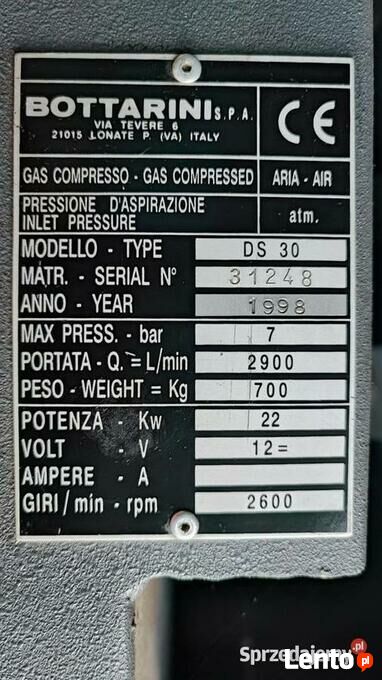 BOTTARINI S.P.A.
VIA TEVERE 6
21015 LONATE P. (VA) ITALY
CE
GAS COMPRESSO - GAS COMPRESSED ARIA - AIR
PRESSIONE D'ASPIRAZIONE
INLET PRESSURE atm.
MODELLO - TYPE DS 30
MATR. - SERIAL N° 31248
ANNO - YEAR 1998
MAX PRESS. - bar 7
PORTATA - Q. = L/min 2900
PESO - WEIGHT = Kg 700
POTENZA - Kw 22
VOLT - V 12=
AMPERE - A
GIRI/min - rpm 2600
Sprzedajemy.pl
Lento.pl